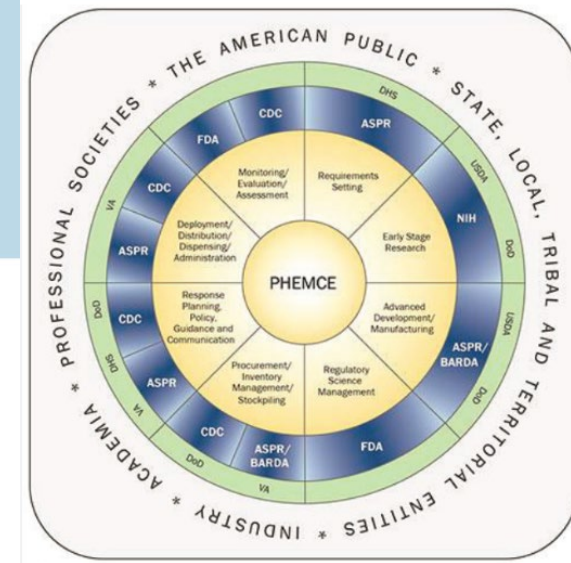 PROFESSIONAL SOCIETIES * THE AMERICAN PUBLIC * STATE, LOCAL, TRIBAL AND TERRITORIAL ENTITIES * INDUSTRY * ACADEMIA *
DHS
USDA
DoD
USDA
DoD
VA
DoD
VA
DHS
DoD
VA
ASPR
NIH
ASPR/
BARDA
FDA
ASPR/
BARDA
CDC
ASPR
CDC
ASPR
CDC
FDA
CDC
Requirements
Setting
Early Stage
Research
Advanced
Development/
Manufacturing
Regulatory
Science
Management
Procurement/
Inventory
Management/
Stockpiling
Response
Planning,
Policy,
Guidance and
Communication
Deployment/
Distribution/
Dispensing/
Administration
Monitoring/
Evaluation/
Assessment
PHEMCE